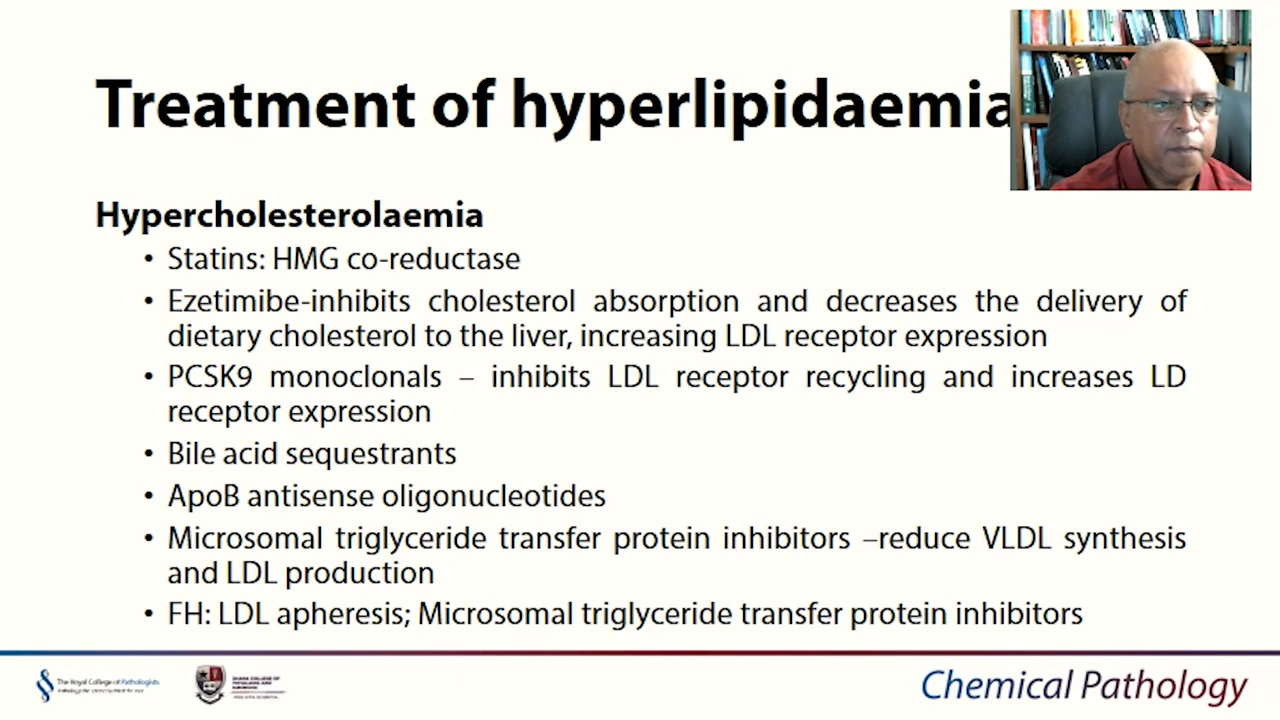 Treatment of hyperlipidaemia
Hypercholesterolaemia
• Statins: HMG co-reductase
• Ezetimibe-inhibits cholesterol absorption and decreases the delivery of
dietary cholesterol to the liver, increasing LDL receptor expression
• PCSK9 monoclonals – inhibits LDL receptor recycling and increases LD
receptor expression
• Bile acid sequestrants
• ApoB antisense oligonucleotides
• Microsomal triglyceride transfer protein inhibitors –reduce VLDL synthesis
and LDL production
• FH: LDL apheresis; Microsomal triglyceride transfer protein inhibitors
The Royal College of Pathologists
GHANA COLLEGE OF
Chemical Pathology